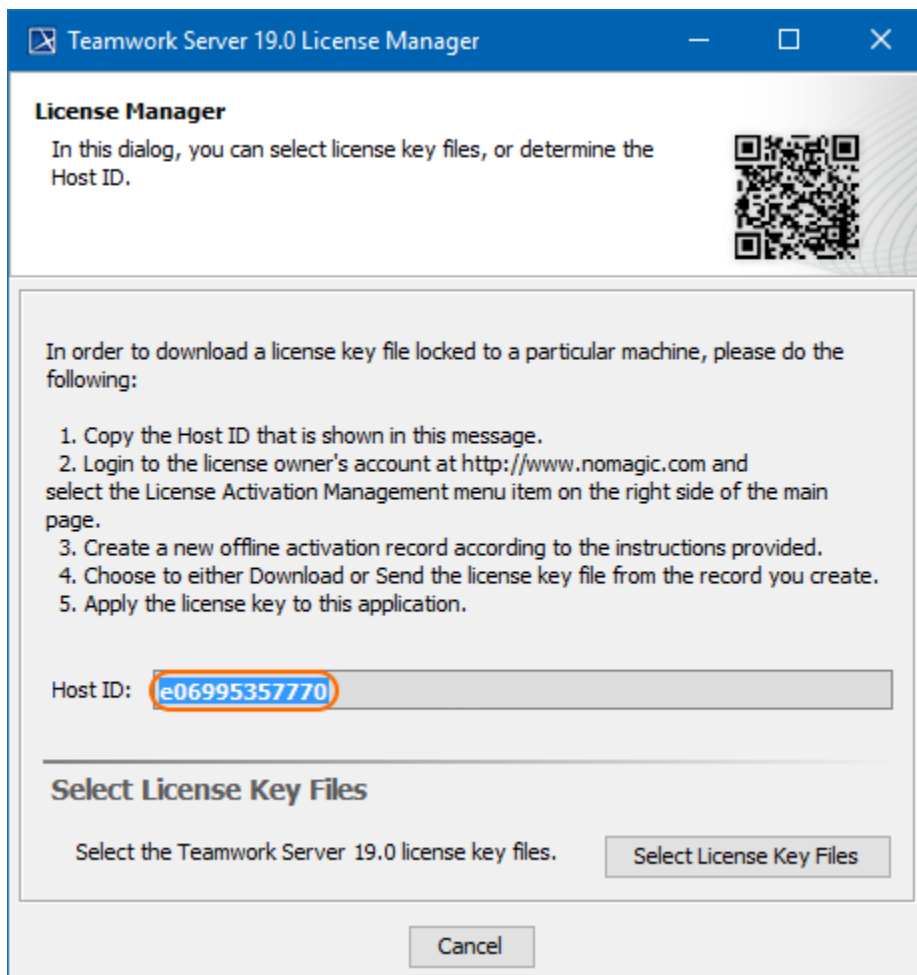 Teamwork Server 19.0 License Manager
License Manager
In this dialog, you can select license key files, or determine the
Host ID.
In order to download a license key file locked to a particular machine, please do the
following:
1. Copy the Host ID that is shown in this message.
2. Login to the license owner's account at http://www.nomagic.com and
select the License Activation Management menu item on the right side of the main
page.
3. Create a new offline activation record according to the instructions provided.
4. Choose to either Download or Send the license key file from the record you create.
5. Apply the license key to this application.
Host ID: e06995357770
Select License Key Files
Select the Teamwork Server 19.0 license key files. Select License Key Files
Cancel